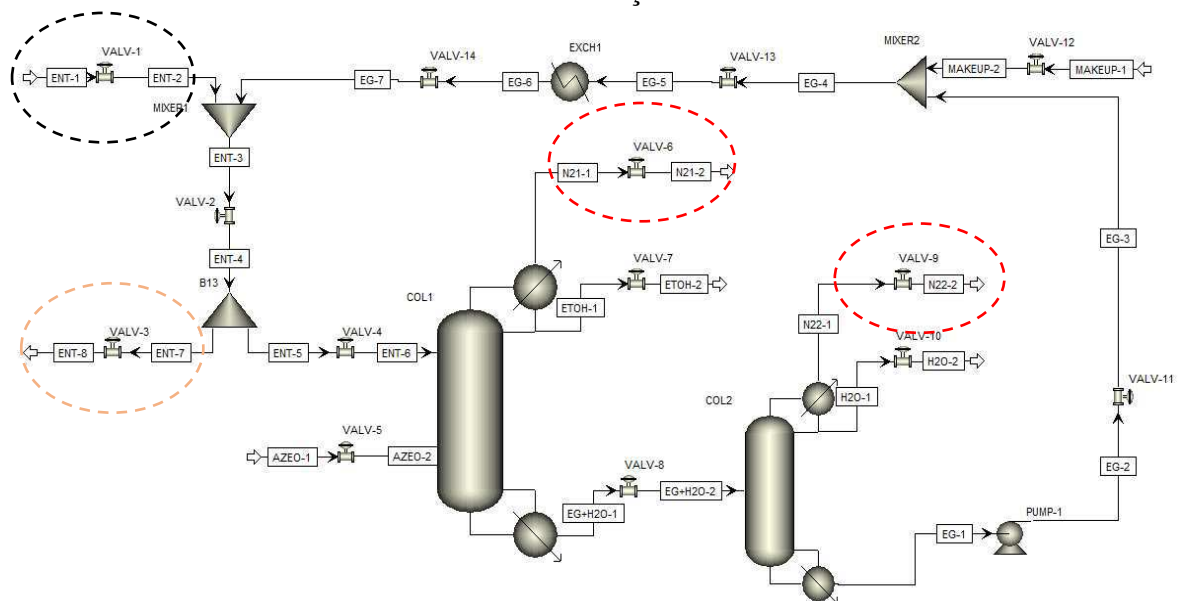 VALV-14
EXCH1
MIXER2
VALV-12
VALV-1
VALV-13
ENT-1
ENT-2
EG-7
EG-6
EG-5
EG-4
MAKEUP-2
MAKEUP-1
MIXER1
ENT-3
VALV-6
N21-1
N21-2
VALV-2
EG-3
ENT-4
VALV-9
B13
VALV-7
COL1
ETOH-2
N22-2
ETOH-1
VALV-3
VALV-4
N22-1
VALV-10
ENT-8
ENT-7
ENT-5
ENT-6
H2O-2
VALV-11
COL2
H2O-1
VALV-5
AZEO-1
AZEO-2
VALV-8
EG+H2O-2
EG-2
EG+H2O-1
PUMP-1
EG-1